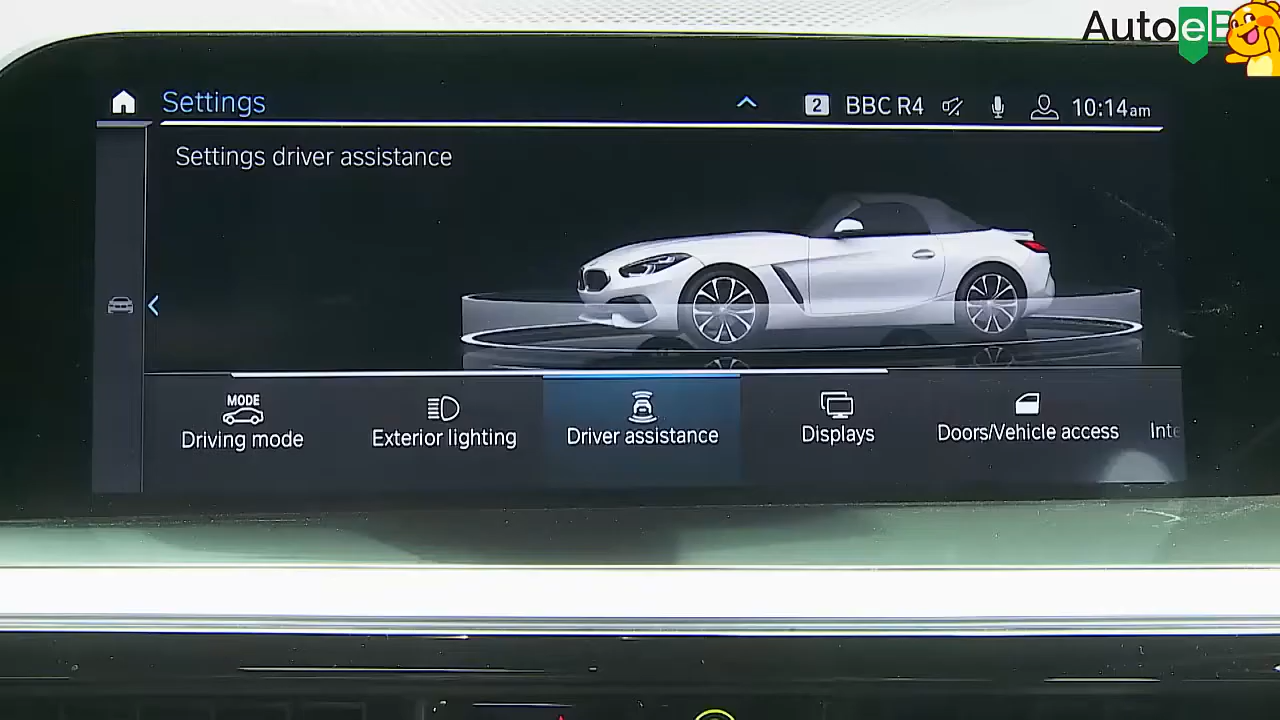 Autoe
Settings
2 BBC R4 10:14am
Settings driver assistance
MODE
Driving mode
Exterior lighting
Driver assistance
Displays
Doors/Vehicle access